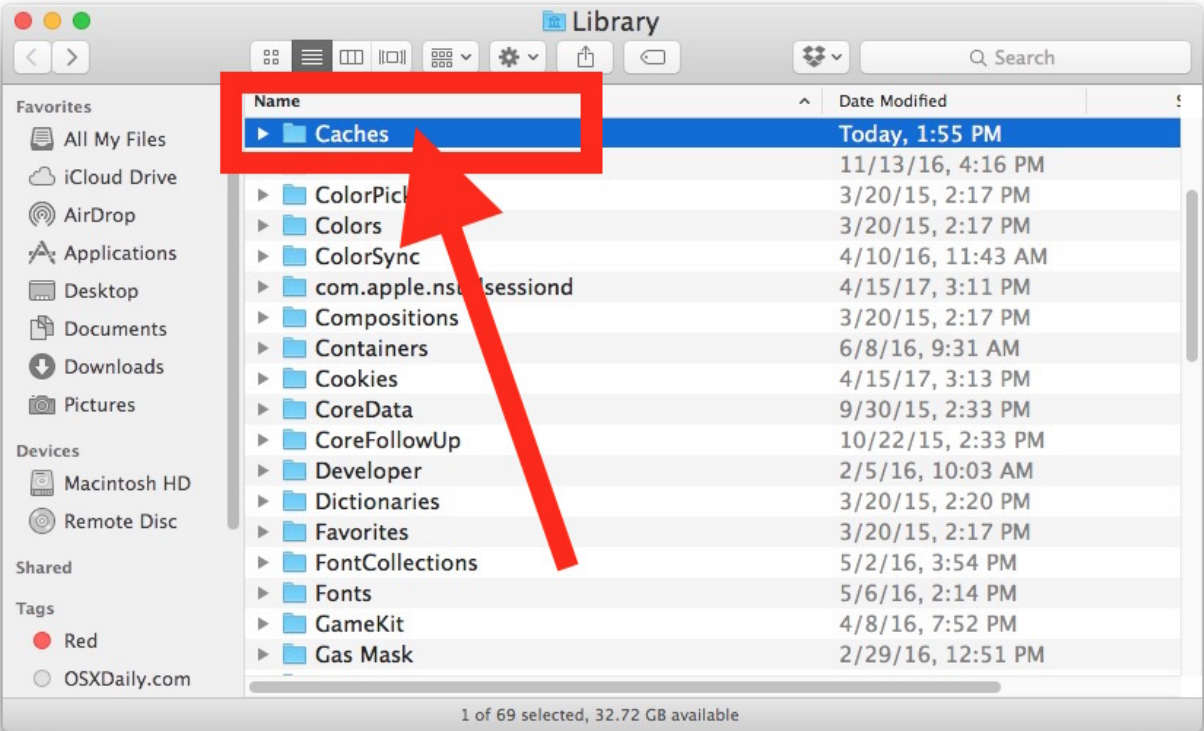 Library
Search
Favorites
All My Files
iCloud Drive
AirDrop
Applications
Desktop
Documents
Downloads
Pictures
Devices
Macintosh HD
Remote Disc
Shared
Tags
Red
OSXDaily.com
Name Date Modified
Caches Today, 1:55 PM
11/13/16, 4:16 PM
3/20/15, 2:17 PM
Colors 3/20/15, 2:17 PM
ColorSync 4/10/16, 11:43 AM
4/15/17, 3:11 PM
Compositions 3/20/15, 2:17 PM
Containers 6/8/16, 9:31 AM
Cookies 4/15/17, 3:13 PM
CoreData 9/30/15, 2:33 PM
CoreFollowUp 10/22/15, 2:33 PM
Developer 2/5/16, 10:03 AM
Dictionaries 3/20/15, 2:20 PM
Favorites 3/20/15, 2:17 PM
FontCollections 5/2/16, 3:54 PM
Fonts 5/6/16, 2:14 PM
GameKit 4/8/16, 7:52 PM
Gas Mask 2/29/16, 12:51 PM
1 of 69 selected, 32.72 GB available